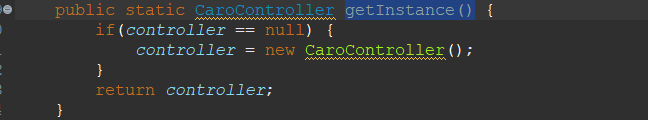 public static CaroController getInstance() {
if(controller == null) {
controller = new CaroController();
}
return controller;
}